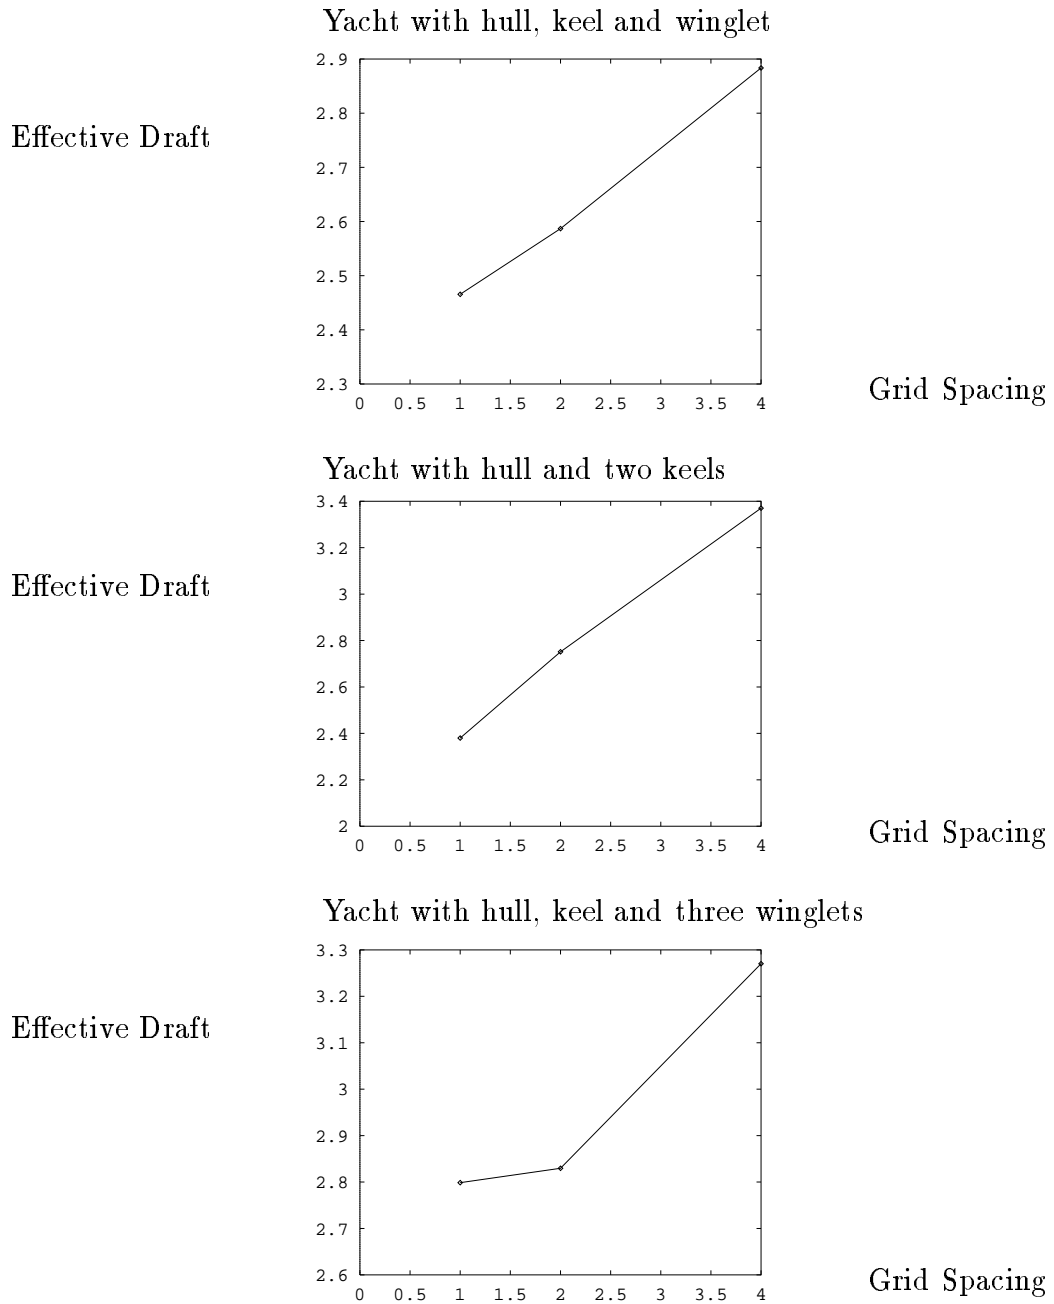 Yacht with hull, keel and winglet
2.9
2.8
Effective Draft
2.7
2.6
2.5
2.4
2.3
0 0.5 1 1.5 2 2.5 3 3.5 4
Grid Spacing
Yacht with hull and two keels
3.4
3.2
Effective Draft
3
2.8
2.6
2.4
2.2
2
0 0.5 1 1.5 2 2.5 3 3.5 4
Grid Spacing
Yacht with hull, keel and three winglets
3.3
3.2
Effective Draft
3.1
3
2.9
2.8
2.7
2.6
0 0.5 1 1.5 2 2.5 3 3.5 4
Grid Spacing